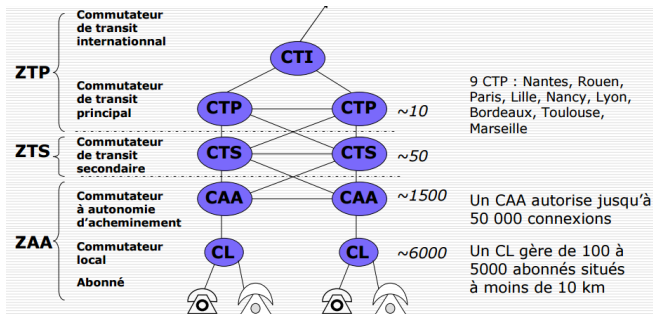 Commutateur
de transit
internationnal
CTI
ZTP
Commutateur
de transit
principal
CTP
CTP
~10
9 CTP : Nantes, Rouen,
Paris, Lille, Nancy, Lyon,
Bordeaux, Toulouse,
Marseille
ZTS
Commutateur
de transit
secondaire
CTS
CTS
~50
Commutateur
à autonomie
d'acheminement
CAA
CAA
~1500
Un CAA autorise jusqu'à
50 000 connexions
ZAA
Commutateur
local
CL
CL
~6000
Un CL gère de 100 à
5000 abonnés situés
à moins de 10 km
Abonné